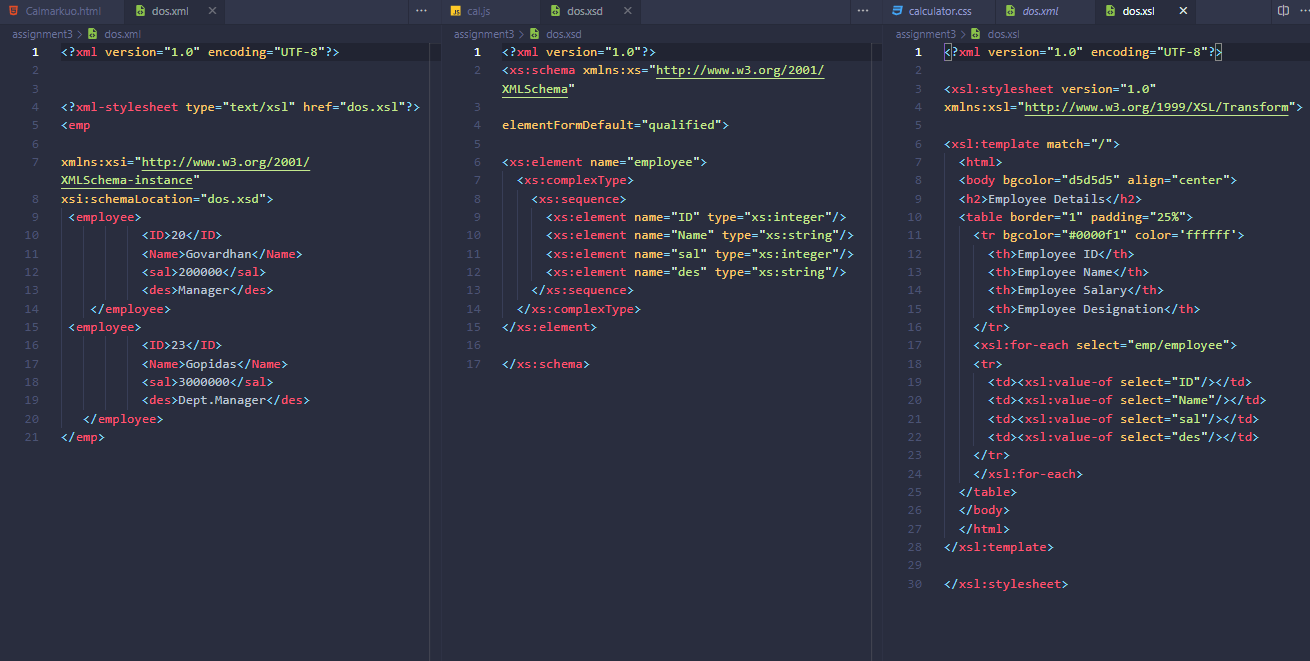 Calmarkuo.html
dos.xml
assignment3 > dos.xml
1 <?xml version="1.0" encoding="UTF-8"?>
2
3
4 <?xml-stylesheet type="text/xsl" href="dos.xsl"?>
5 <emp
6
7 xmlns:xsi="http://www.w3.org/2001/
XMLSchema-instance"
8 xsi:schemaLocation="dos.xsd">
9 <employee>
10 <ID>20</ID>
11 <Name>Govardhan</Name>
12 <sal>200000</sal>
13 <des>Manager</des>
14 </employee>
15 <employee>
16 <ID>23</ID>
17 <Name>Gopidas</Name>
18 <sal>3000000</sal>
19 <des>Dept.Manager</des>
20 </employee>
21 </emp>
JS cal.js
dos.xsd
assignment3 > dos.xsd
1 <?xml version="1.0"?>
2 <xs:schema xmlns:xs="http://www.w3.org/2001/
XMLSchema"
3
4 elementFormDefault="qualified">
5
6 <xs:element name="employee">
7 <xs:complexType>
8 <xs:sequence>
9 <xs:element name="ID" type="xs:integer"/>
10 <xs:element name="Name" type="xs:string"/>
11 <xs:element name="sal" type="xs:integer"/>
12 <xs:element name="des" type="xs:string"/>
13 </xs:sequence>
14 </xs:complexType>
15 </xs:element>
16
17 </xs:schema>
calculator.css
dos.xml
dos.xsl
assignment3 > dos.xsl
1 <?xml version="1.0" encoding="UTF-8"?>
2
3 <xsl:stylesheet version="1.0"
4 xmlns:xsl="http://www.w3.org/1999/XSL/Transform">
5
6 <xsl:template match="/">
7 <html>
8 <body bgcolor="d5d5d5" align="center">
9 <h2>Employee Details</h2>
10 <table border="1" padding="25%">
11 <tr bgcolor="#0000f1" color='ffffff'>
12 <th>Employee ID</th>
13 <th>Employee Name</th>
14 <th>Employee Salary</th>
15 <th>Employee Designation</th>
16 </tr>
17 <xsl:for-each select="emp/employee">
18 <tr>
19 <td><xsl:value-of select="ID"/></td>
20 <td><xsl:value-of select="Name"/></td>
21 <td><xsl:value-of select="sal"/></td>
22 <td><xsl:value-of select="des"/></td>
23 </tr>
24 </xsl:for-each>
25 </table>
26 </body>
27 </html>
28 </xsl:template>
29
30 </xsl:stylesheet>